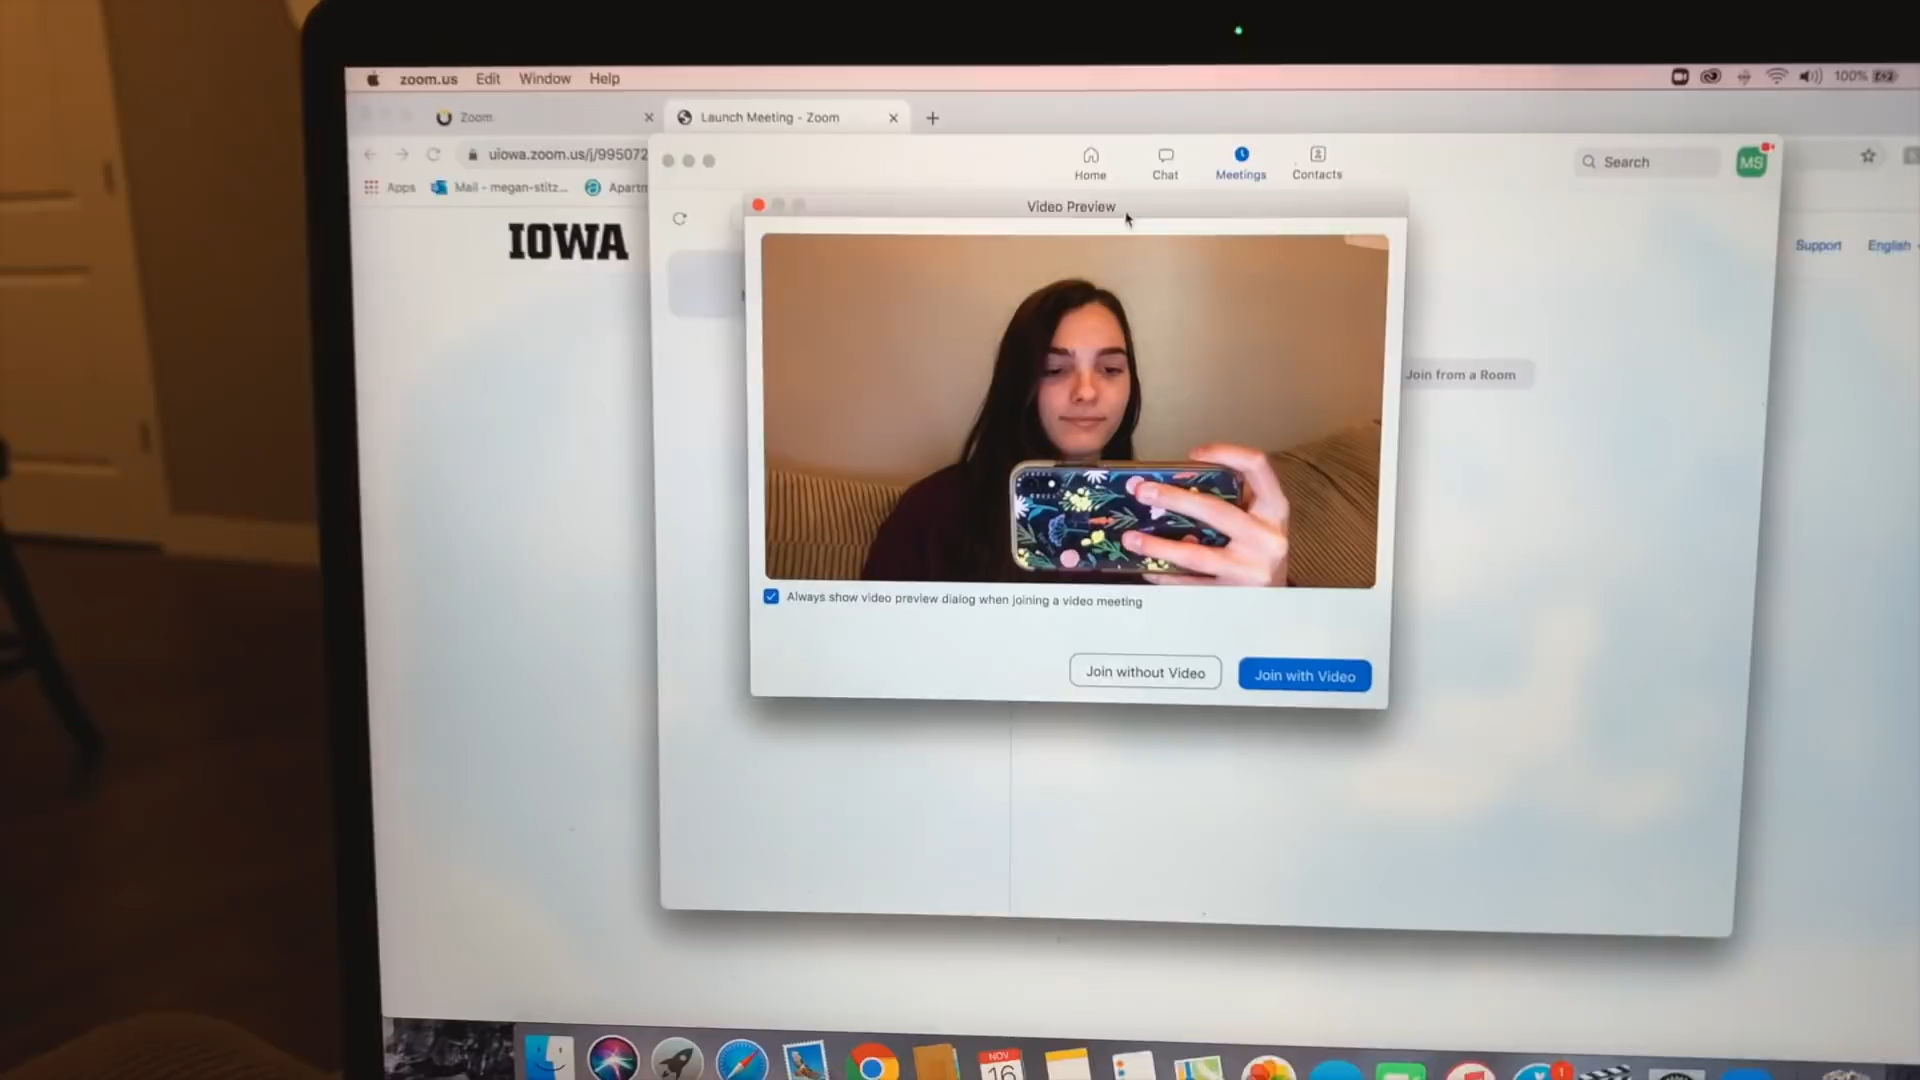 zoom.us Edit Window Help 100%
Zoom
Launch Meeting - Zoom
uiowa.zoom.us/j/995072
Apps Mail - megan-stitz... Apartm
Home Chat Meetings Contacts
Search
MS
Video Preview
IOWA
Support English
Join from a Room
Always show video preview dialog when joining a video meeting
Join without Video Join with Video
NOV
16
1